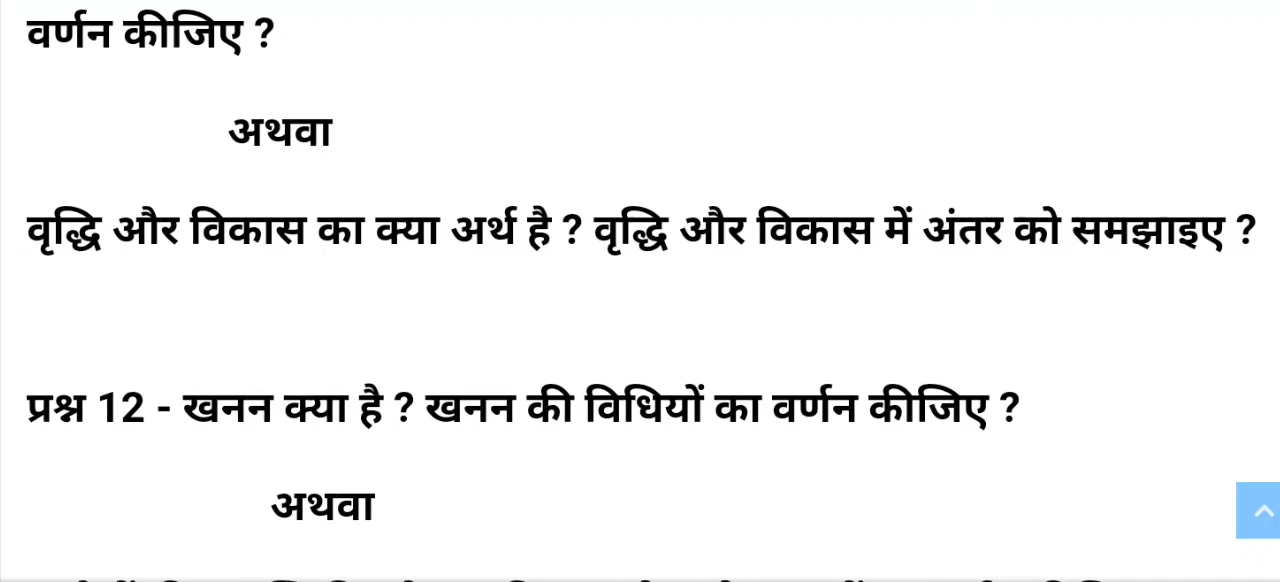 वर्णन कीजिए ?
अथवा
वृद्धि और विकास का क्या अर्थ है ? वृद्धि और विकास में अंतर को समझाइए ?
प्रश्न 12 - खनन क्या है ? खनन की विधियों का वर्णन कीजिए ?
अथवा